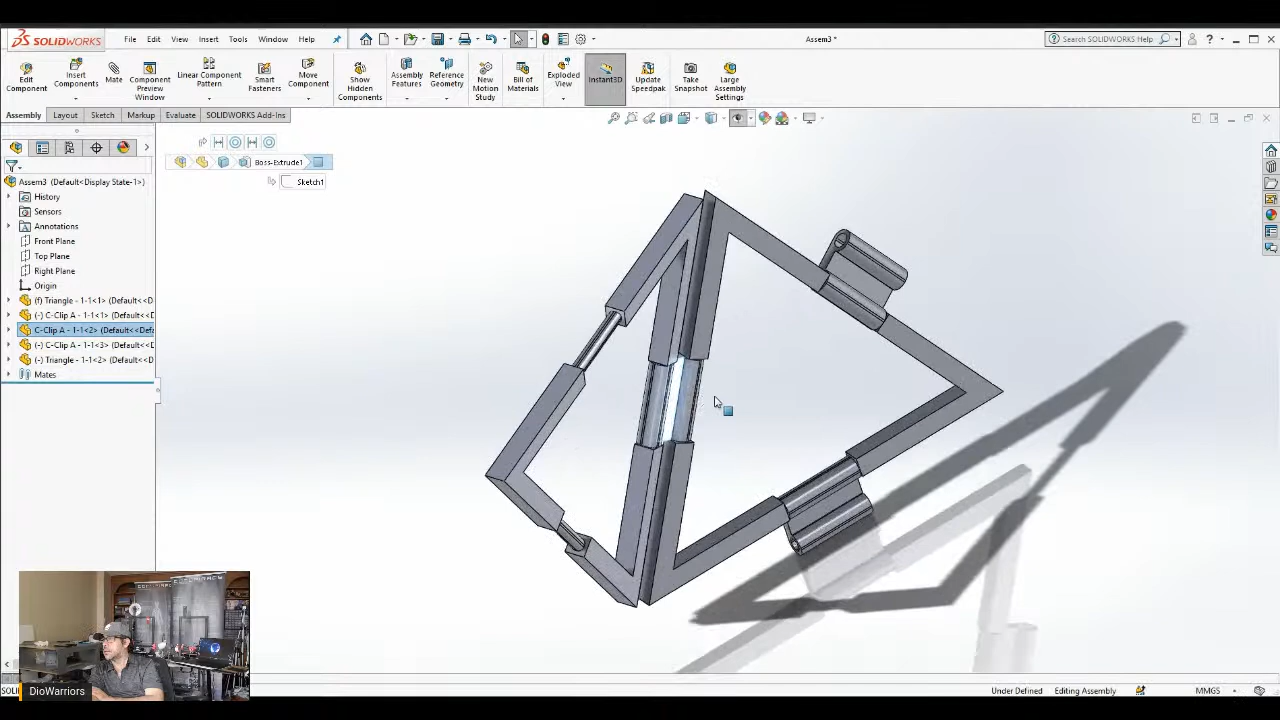 SOLIDWORKS
File Edit View Insert Tools Window Help
Assem3 *
Search SOLIDWORKS Help
Edit Component
Insert Components
Mate
Component Preview Window
Linear Component Pattern
Smart Fasteners
Move Component
Show Hidden Components
Assembly Features
Reference Geometry
New Motion Study
Bill of Materials
Exploded View
Instant3D
Update Speedpak
Take Snapshot
Large Assembly Settings
Assembly Layout Sketch Markup Evaluate SOLIDWORKS Add-Ins
Boss-Extrude1
Sketch1
Assem3 (Default<Display State-1>)
History
Sensors
Annotations
Front Plane
Top Plane
Right Plane
Origin
(f) Triangle - 1-1<1> (Default<<D
(-) C-Clip A - 1-1<1> (Default<<D
C-Clip A - 1-1<2> (Default<<Defa
(-) C-Clip A - 1-1<3> (Default<<D
(-) Triangle - 1-1<2> (Default<<D
Mates
DioWarriors
Under Defined Editing Assembly MMGS